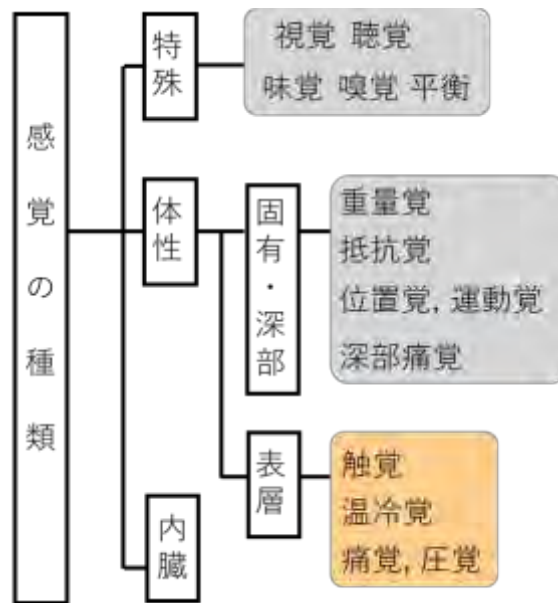 感覚の種類
特殊
視覚 聴覚
味覚 嗅覚 平衡
体性
固有・深部
重量覚
抵抗覚
位置覚, 運動覚
深部痛覚
表層
触覚
温冷覚
痛覚, 圧覚
内臓